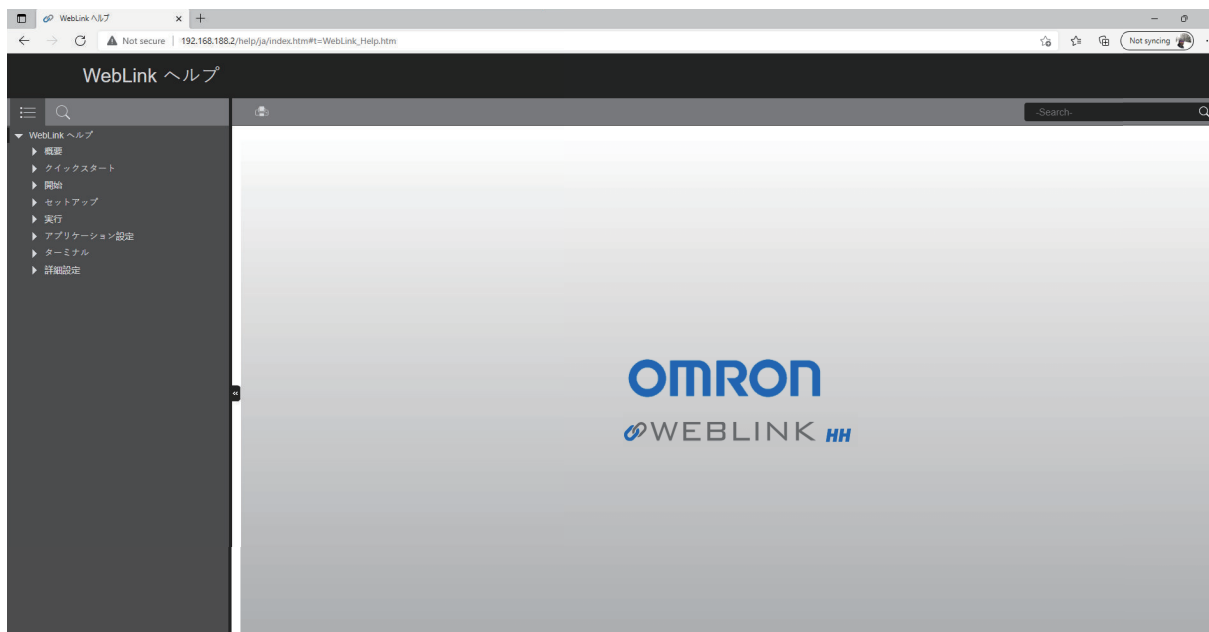 WebLink ヘルプ
Not secure
192.168.188.2/help/ja/index.htm#t=WebLink_Help.htm
Not syncing
WebLink ヘルプ
-Search-
WebLink ヘルプ
概要
クイックスタート
開始
セットアップ
実行
アプリケーション設定
ターミナル
詳細設定
OMRON
WEBLINK HH